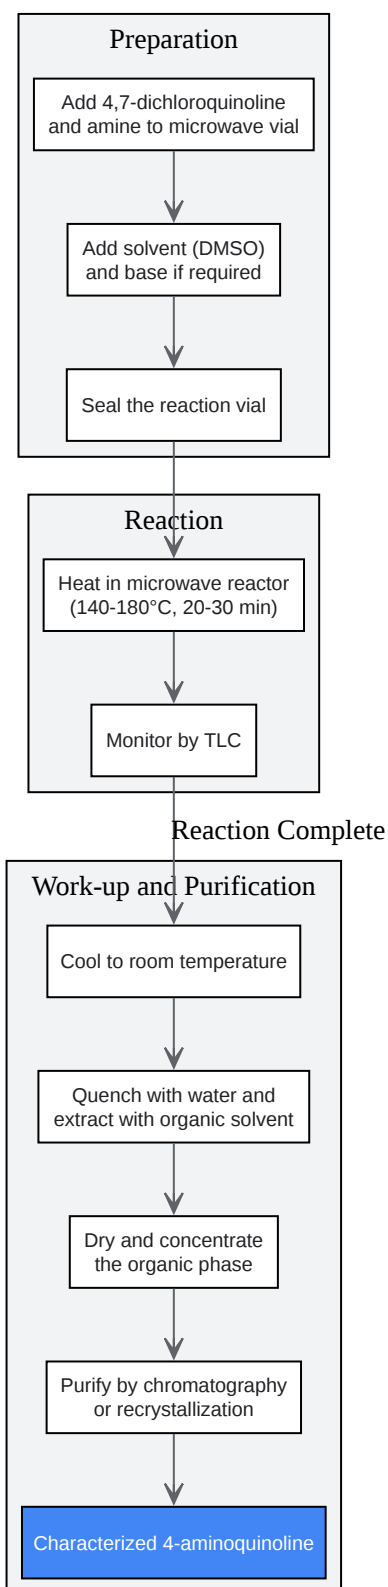 Preparation
Add 4,7-dichloroquinoline
and amine to microwave vial
Add solvent (DMSO)
and base if required
Seal the reaction vial
Reaction
Heat in microwave reactor
(140-180°C, 20-30 min)
Monitor by TLC
Reaction Complete
Work-up and Purification
Cool to room temperature
Quench with water and
extract with organic solvent
Dry and concentrate
the organic phase
Purify by chromatography
or recrystallization
Characterized 4-aminoquinoline